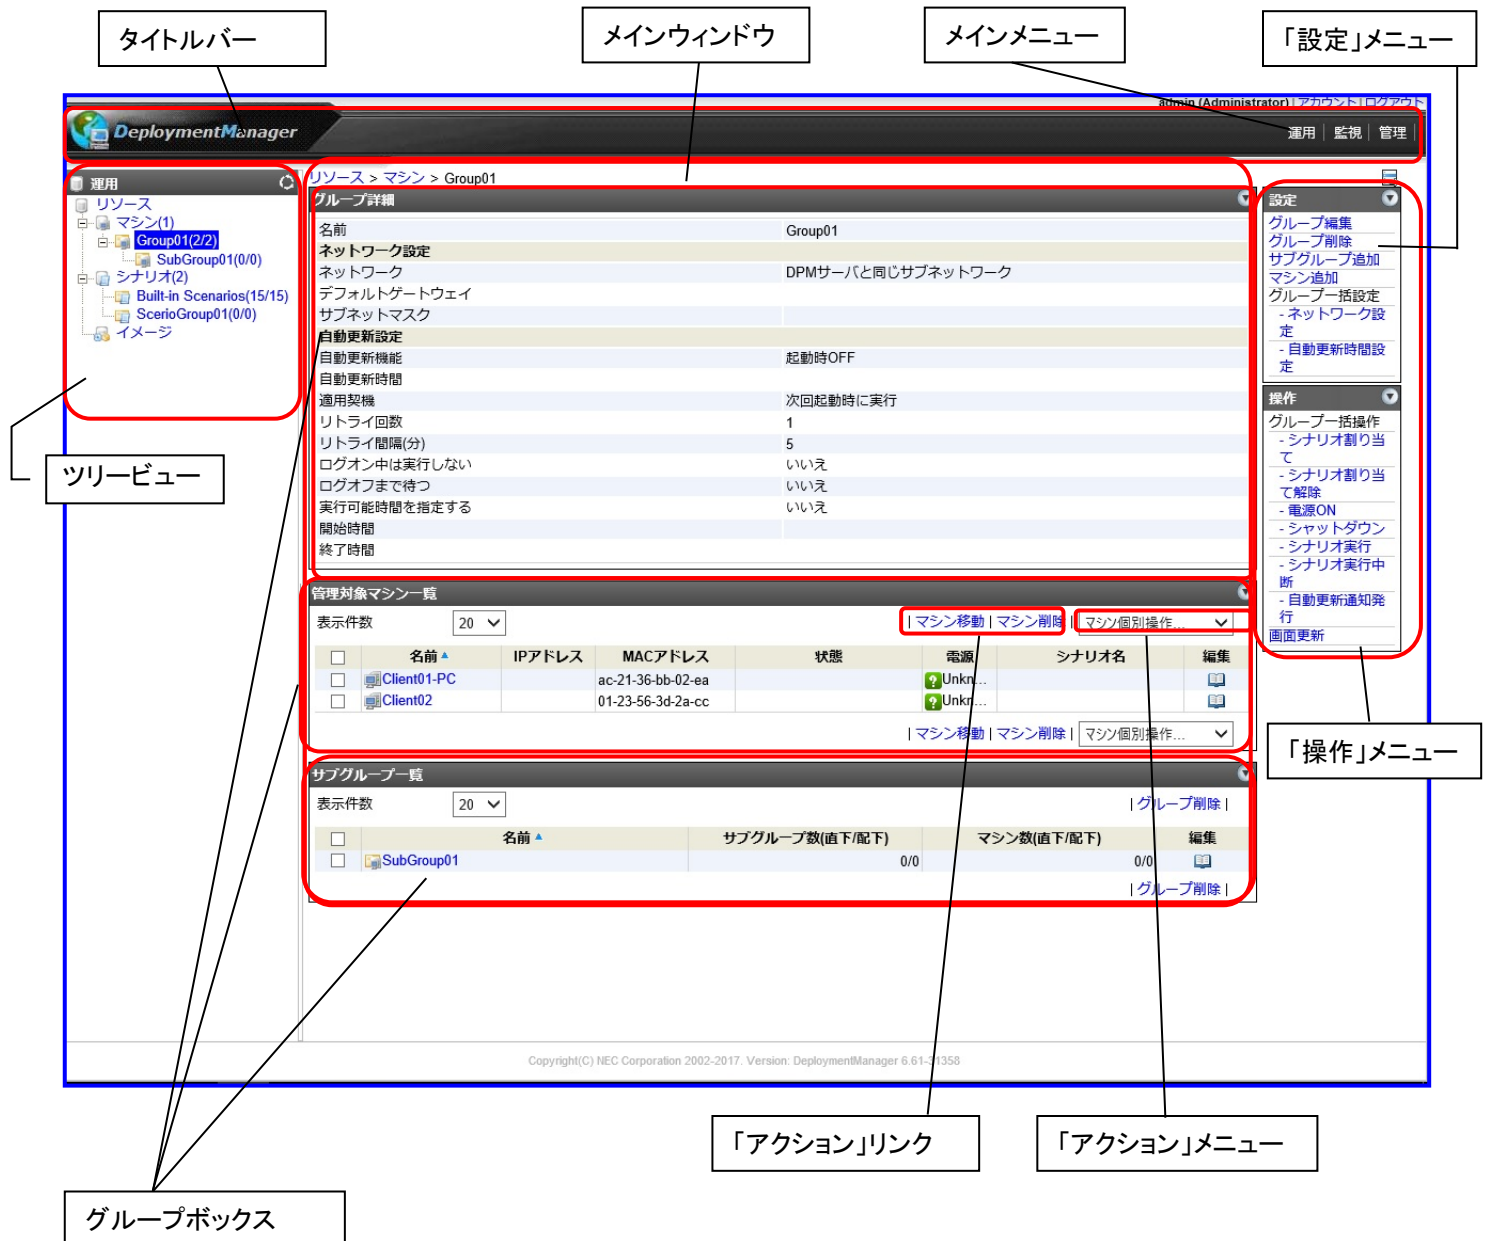 タイトルバー
メインウィンドウ
メインメニュー
「設定」メニュー
admin (Administrator) | アカウント | ログアウト
DeploymentManager
運用 | 監視 | 管理 |
運用
リソース
マシン(1)
Group01(2/2)
SubGroup01(0/0)
シナリオ(2)
Built-in Scenarios(15/15)
ScerioGroup01(0/0)
イメージ
ツリービュー
リソース > マシン > Group01
グループ詳細
名前 Group01
ネットワーク設定
ネットワーク DPMサーバと同じサブネットワーク
デフォルトゲートウェイ
サブネットマスク
自動更新設定
自動更新機能 起動時OFF
自動更新時間
適用契機 次回起動時に実行
リトライ回数 1
リトライ間隔(分) 5
ログオン中は実行しない いいえ
ログオフまで待つ いいえ
実行可能時間を指定する いいえ
開始時間
終了時間
管理対象マシン一覧
表示件数 20 | マシン移動 | マシン削除 | マシン個別操作...
名前 IPアドレス MACアドレス 状態 電源 シナリオ名 編集
Client01-PC ac-21-36-bb-02-ea Unkn...
Client02 01-23-56-3d-2a-cc Unkn...
| マシン移動 | マシン削除 | マシン個別操作...
サブグループ一覧
表示件数 20 | グループ削除 |
名前 サブグループ数(直下/配下) マシン数(直下/配下) 編集
SubGroup01 0/0 0/0
| グループ削除 |
設定
グループ編集
グループ削除
サブグループ追加
マシン追加
グループ一括設定
- ネットワーク設
定
- 自動更新時間設
定
操作
グループ一括操作
- シナリオ割り当
て
- シナリオ割り当
て解除
- 電源ON
- シャットダウン
- シナリオ実行
- シナリオ実行中
断
- 自動更新通知発
行
画面更新
「操作」メニュー
Copyright(C) NEC Corporation 2002-2017. Version: DeploymentManager 6.61-31358
「アクション」リンク
「アクション」メニュー
グループボックス